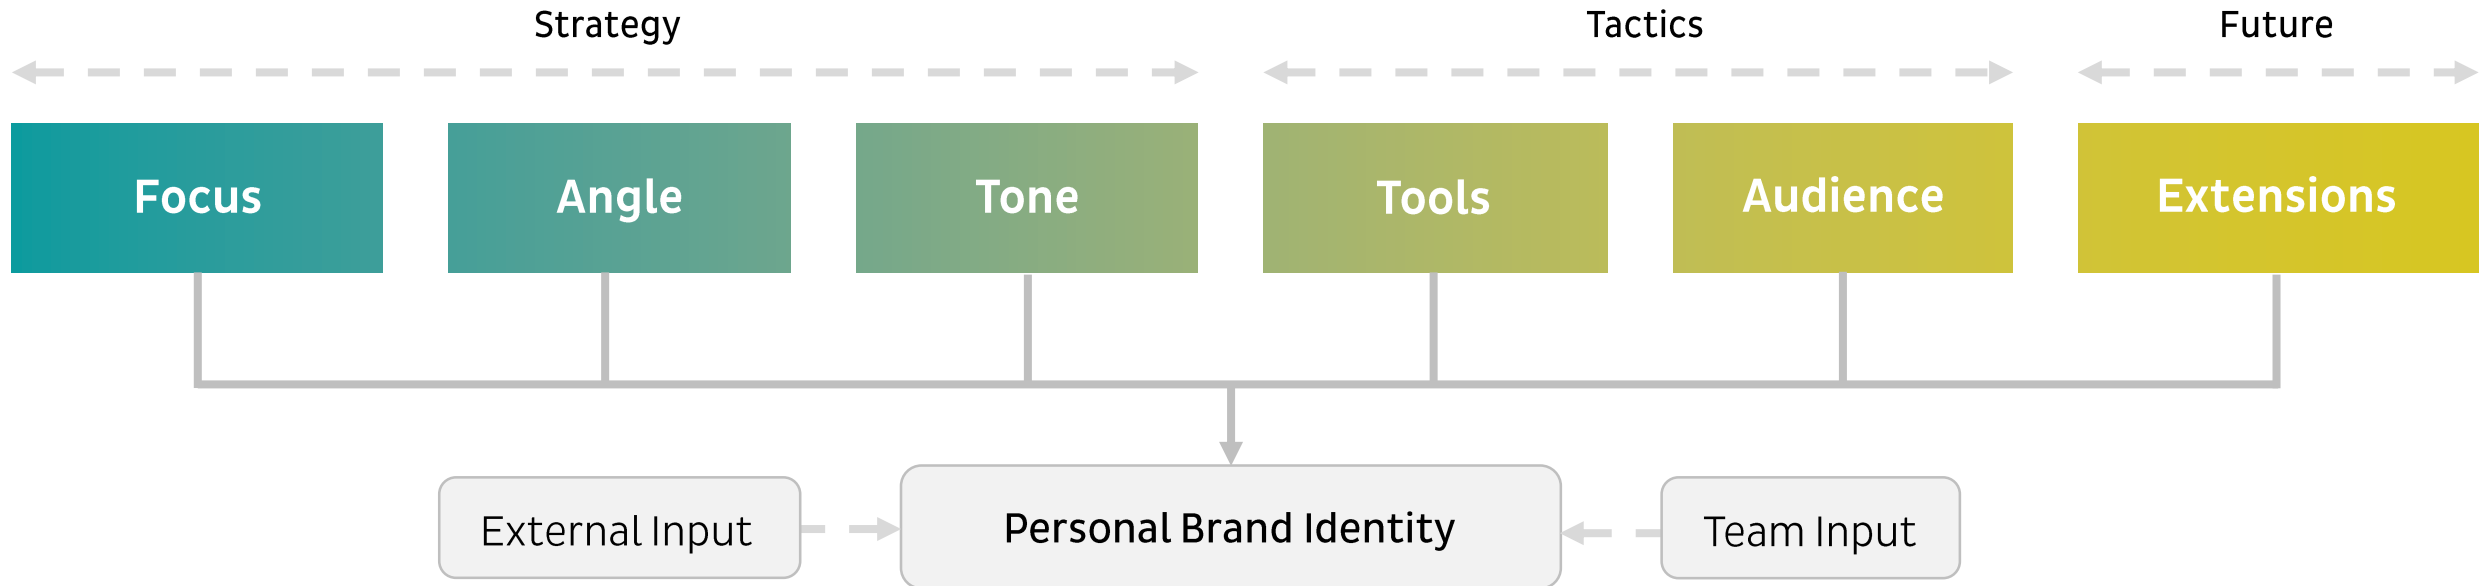 Strategy
Tactics
Future
Focus
Angle
Tone
Tools
Audience
Extensions
External Input
Personal Brand Identity
Team Input